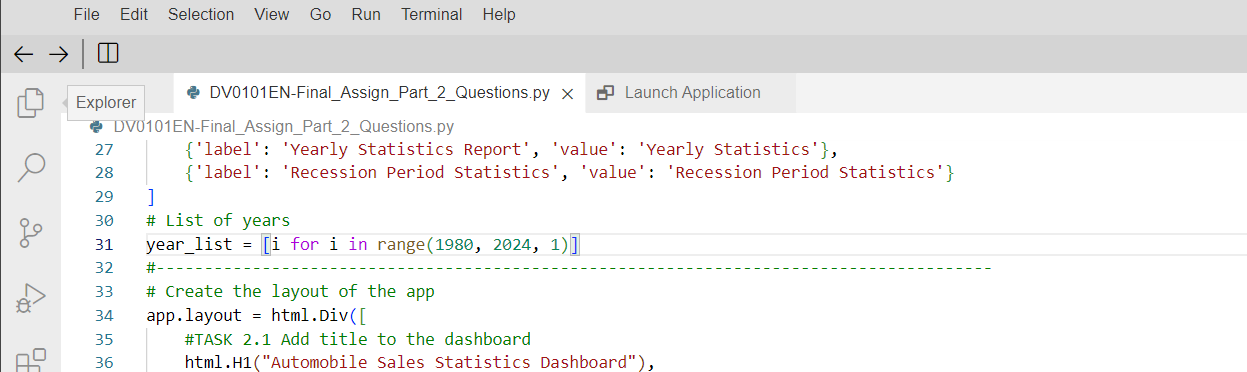 File Edit Selection View Go Run Terminal Help
Explorer
DV0101EN-Final_Assign_Part_2_Questions.py
Launch Application
DV0101EN-Final_Assign_Part_2_Questions.py
27 {'label': 'Yearly Statistics Report', 'value': 'Yearly Statistics'},
28 {'label': 'Recession Period Statistics', 'value': 'Recession Period Statistics'}
29 ]
30 # List of years
31 year_list = [i for i in range(1980, 2024, 1)]
32 #---------------------------------------------------------------------------------------
33 # Create the layout of the app
34 app.layout = html.Div([
35 #TASK 2.1 Add title to the dashboard
36 html.H1("Automobile Sales Statistics Dashboard"),